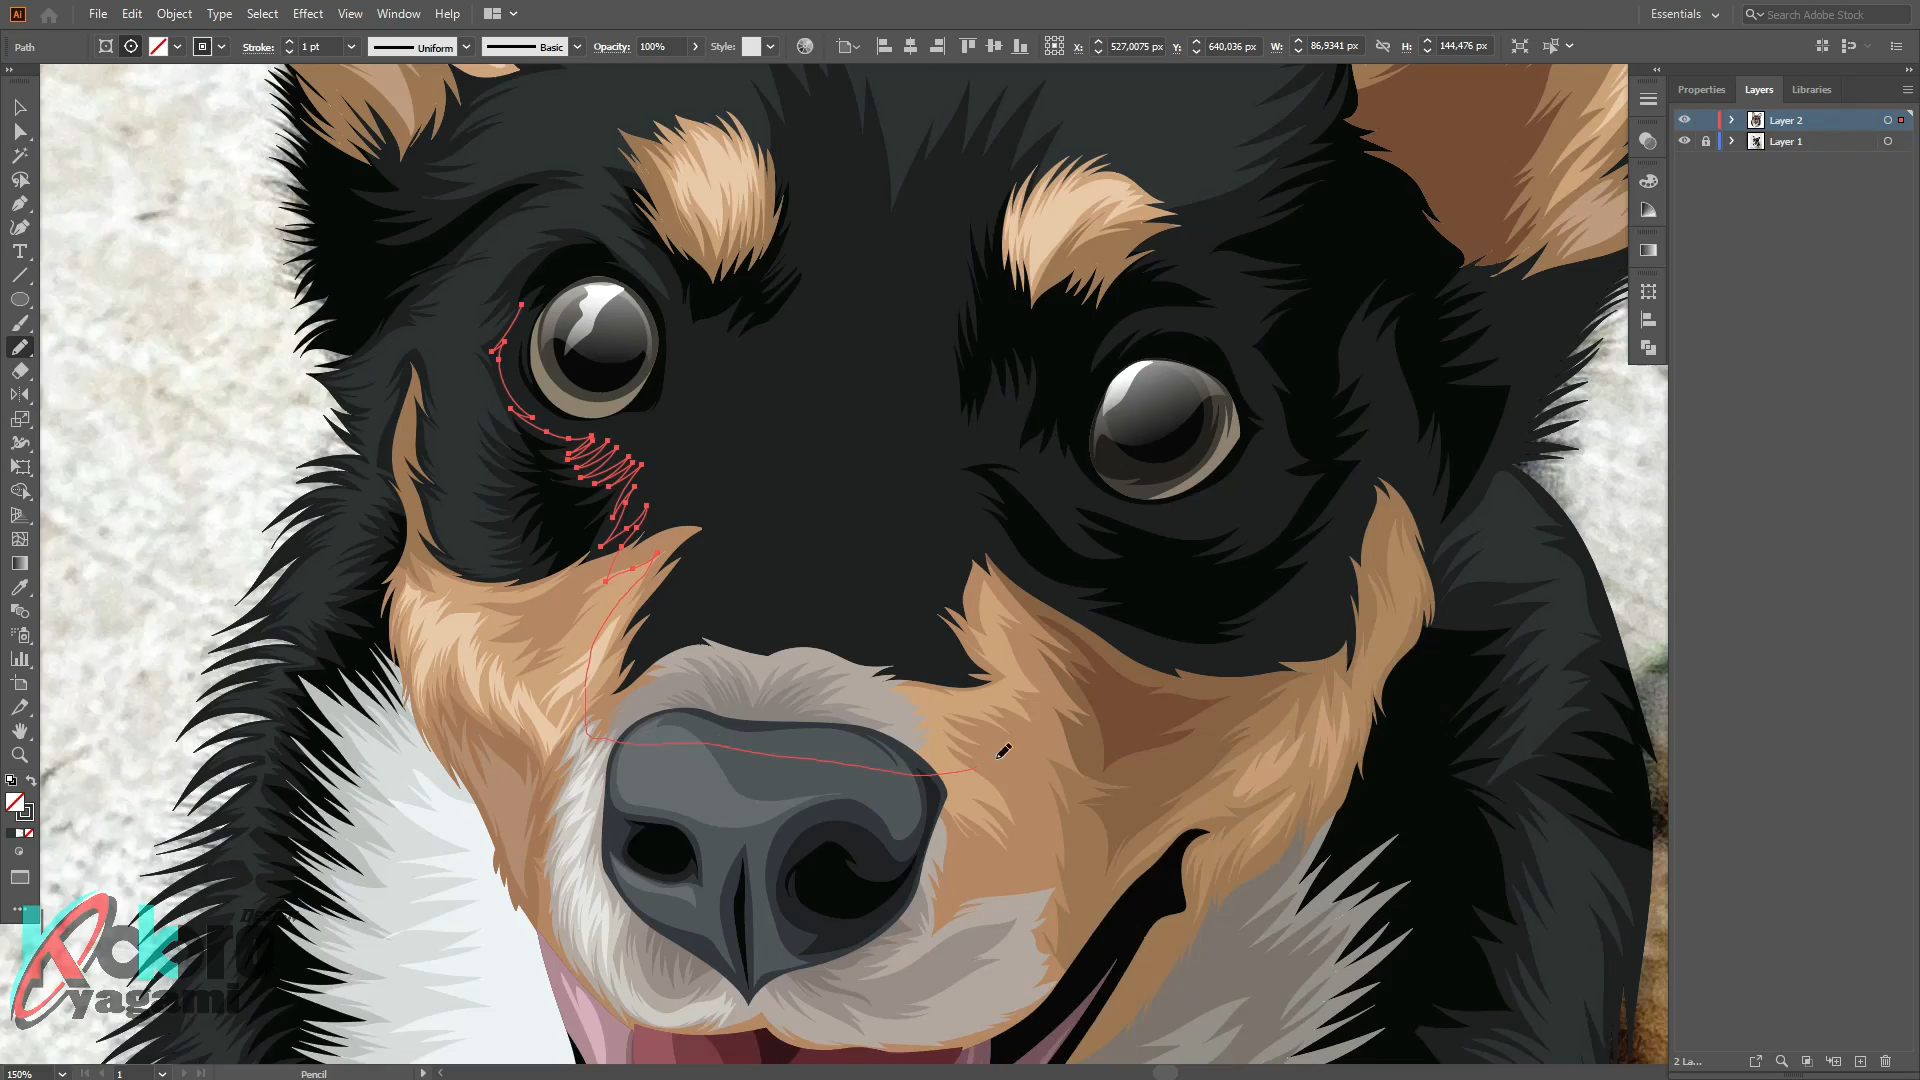 Ai File Edit Object Type Select Effect View Window Help Essentials Search Adobe Stock
Path Stroke: 1 pt Uniform Basic Opacity: 100% Style: X: 527,0075 px Y: 640,036 px W: 86,9341 px H: 144,476 px
Properties Layers Libraries
Layer 2
Layer 1
yagami
2 La...
150% 1 Pencil